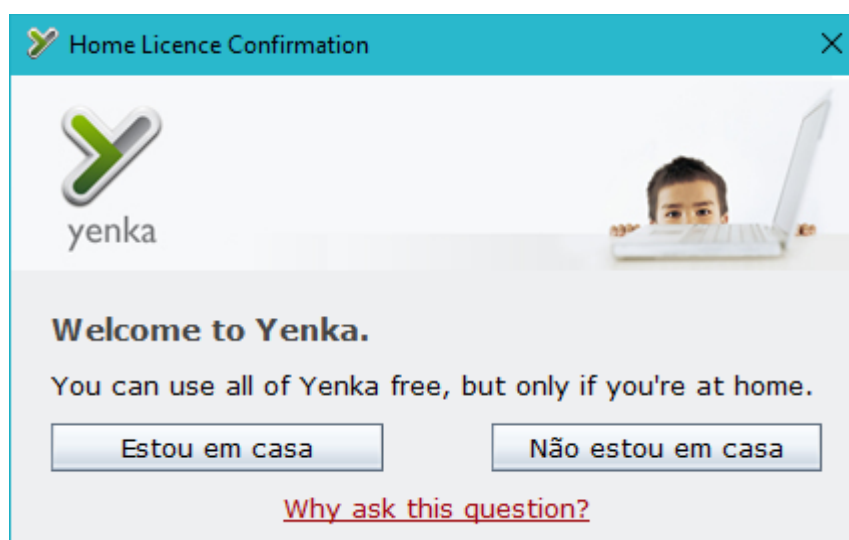 Home Licence Confirmation
yenka
Welcome to Yenka.
You can use all of Yenka free, but only if you're at home.
Estou em casa
Não estou em casa
Why ask this question?